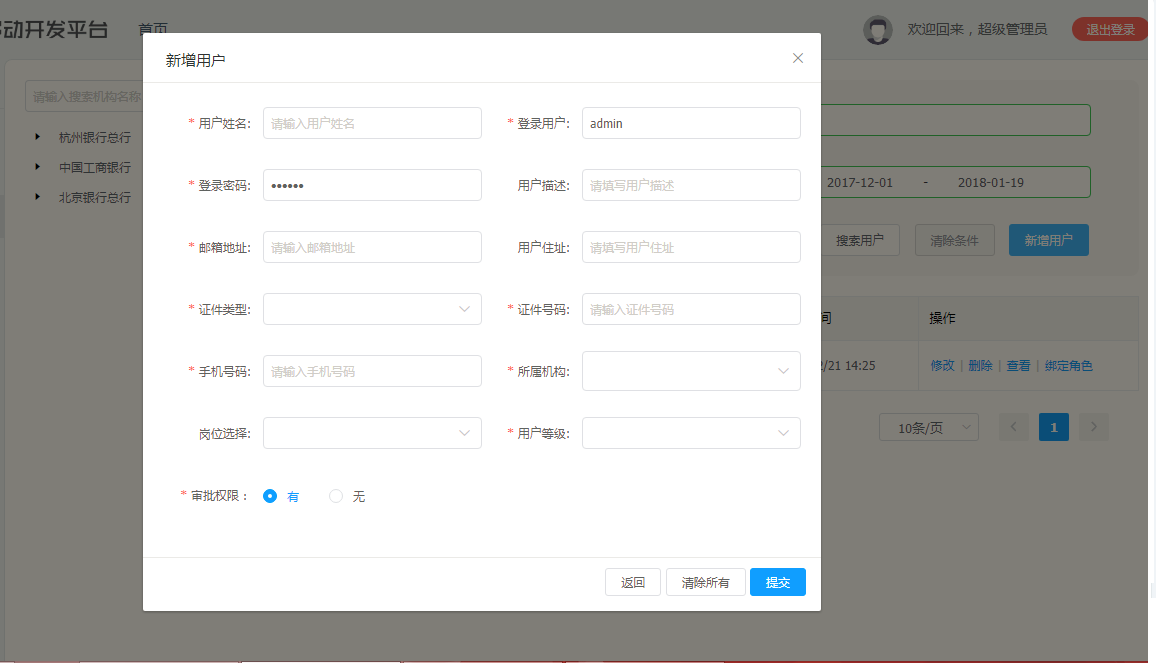 动开发平台 首页 欢迎回来，超级管理员 退出登录
新增用户
请输入搜索机构名称
杭州银行总行
中国工商银行
北京银行总行
* 用户姓名: 请输入用户姓名 * 登录用户: admin
* 登录密码: •••••• 用户描述: 请填写用户描述
* 邮箱地址: 请输入邮箱地址 用户住址: 请填写用户住址
* 证件类型: * 证件号码: 请输入证件号码
* 手机号码: 请输入手机号码 * 所属机构:
岗位选择: * 用户等级:
* 审批权限： 有 无
返回 清除所有 提交
2017-12-01 - 2018-01-19
搜索用户 清除条件 新增用户
间 操作
/21 14:25 修改 | 删除 | 查看 | 绑定角色
10条/页 < 1 >